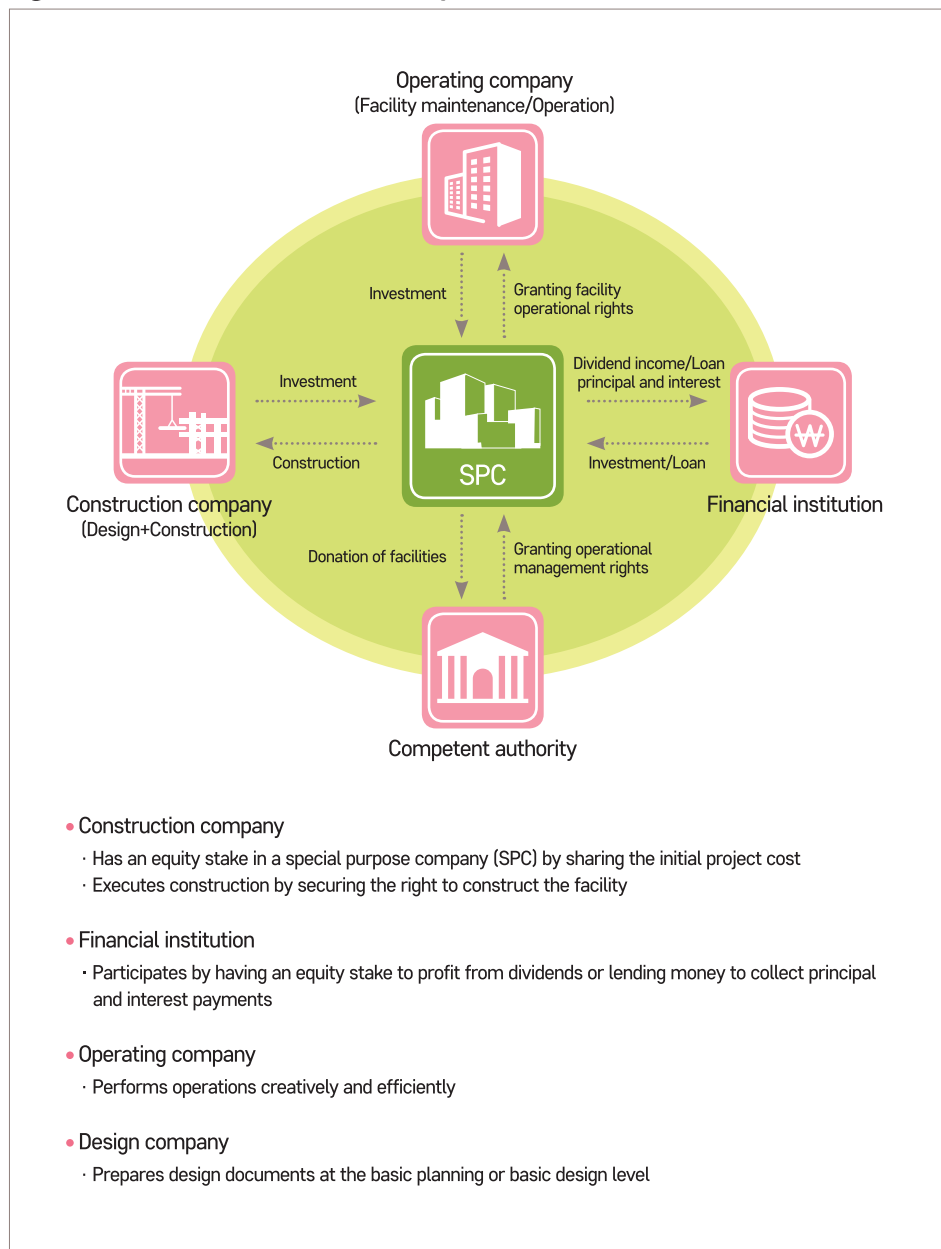 Operating company
(Facility maintenance/Operation)
Investment
Granting facility
operational rights
Investment
Construction
Dividend income/Loan
principal and interest
Investment/Loan
SPC
Construction company
(Design+Construction)
Financial institution
Donation of facilities
Granting operational
management rights
₩
Competent authority
• Construction company
· Has an equity stake in a special purpose company (SPC) by sharing the initial project cost
· Executes construction by securing the right to construct the facility
• Financial institution
· Participates by having an equity stake to profit from dividends or lending money to collect principal
and interest payments
• Operating company
· Performs operations creatively and efficiently
• Design company
· Prepares design documents at the basic planning or basic design level